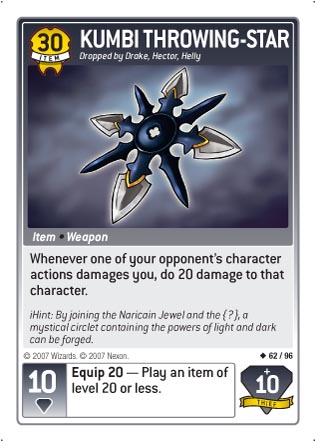 30
ITEM
KUMBI THROWING-STAR
Dropped by Drake, Hector, Helly
Item • Weapon
Whenever one of your opponent's character
actions damages you, do 20 damage to that
character.
iHint: By joining the Naricain Jewel and the {?}, a
mystical circlet containing the powers of light and dark
can be forged.
© 2007 Wizards. © 2007 Nexon.
◆ 62 / 96
10
Equip 20 — Play an item of
level 20 or less.
+
10
THIEF